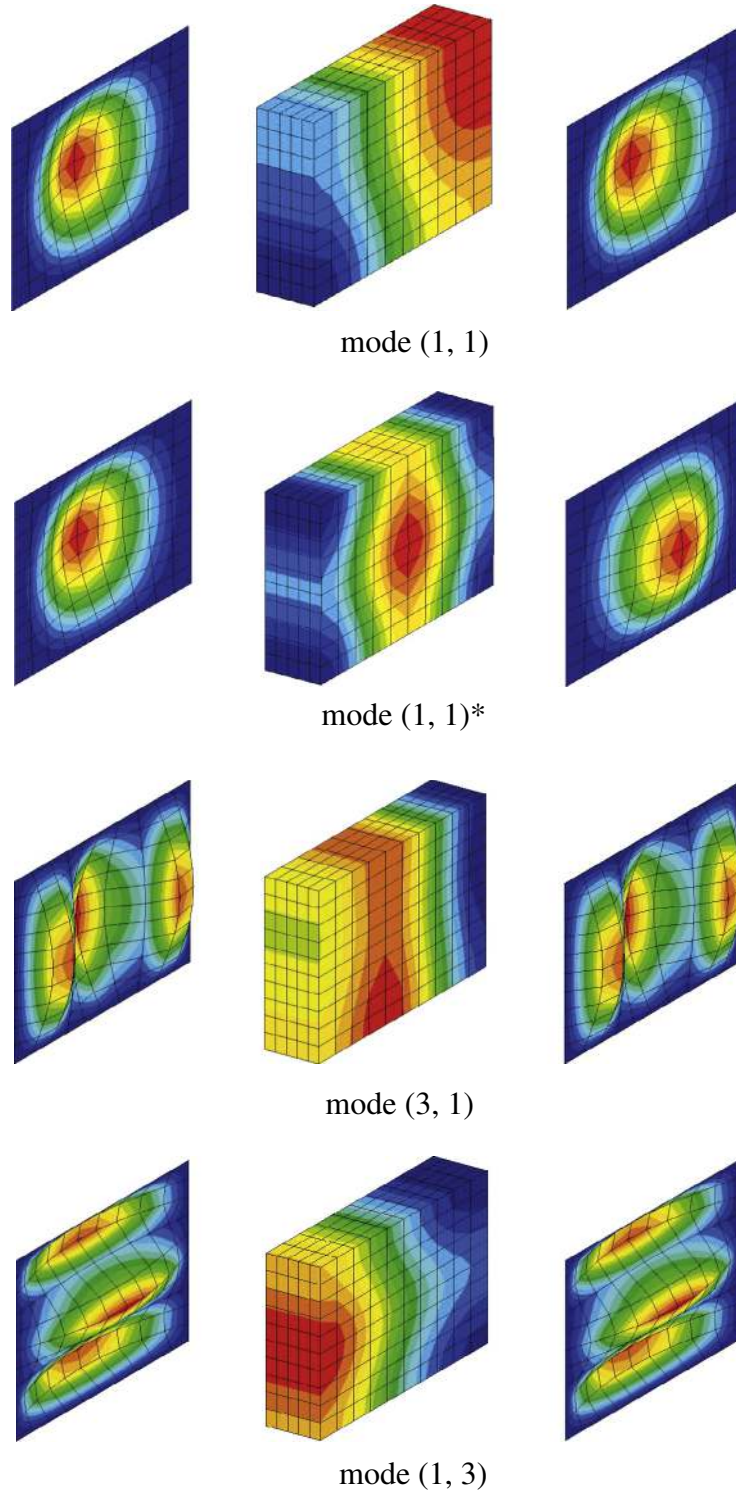 mode (1, 1)
mode (1, 1)*
mode (3, 1)
mode (1, 3)